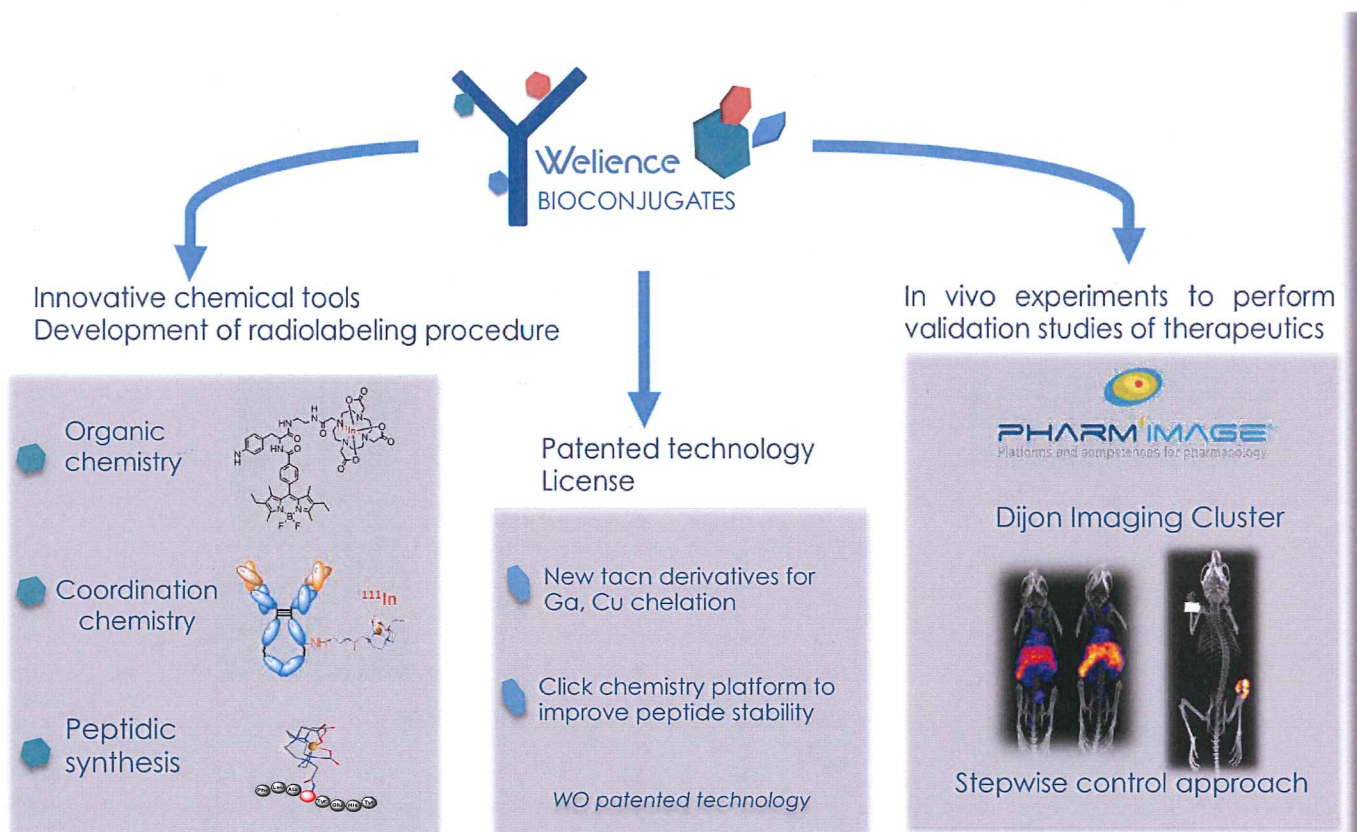 Welience
BIOCONJUGATES
Innovative chemical tools
Development of radiolabeling procedure
Organic
chemistry
Coordination
chemistry
111In
NH
Peptidic
synthesis
Patented technology
License
New tacn derivatives for
Ga, Cu chelation
Click chemistry platform to
improve peptide stability
WO patented technology
In vivo experiments to perform
validation studies of therapeutics
PHARM'IMAGE
Platforms and competences for pharmacology
Dijon Imaging Cluster
Stepwise control approach